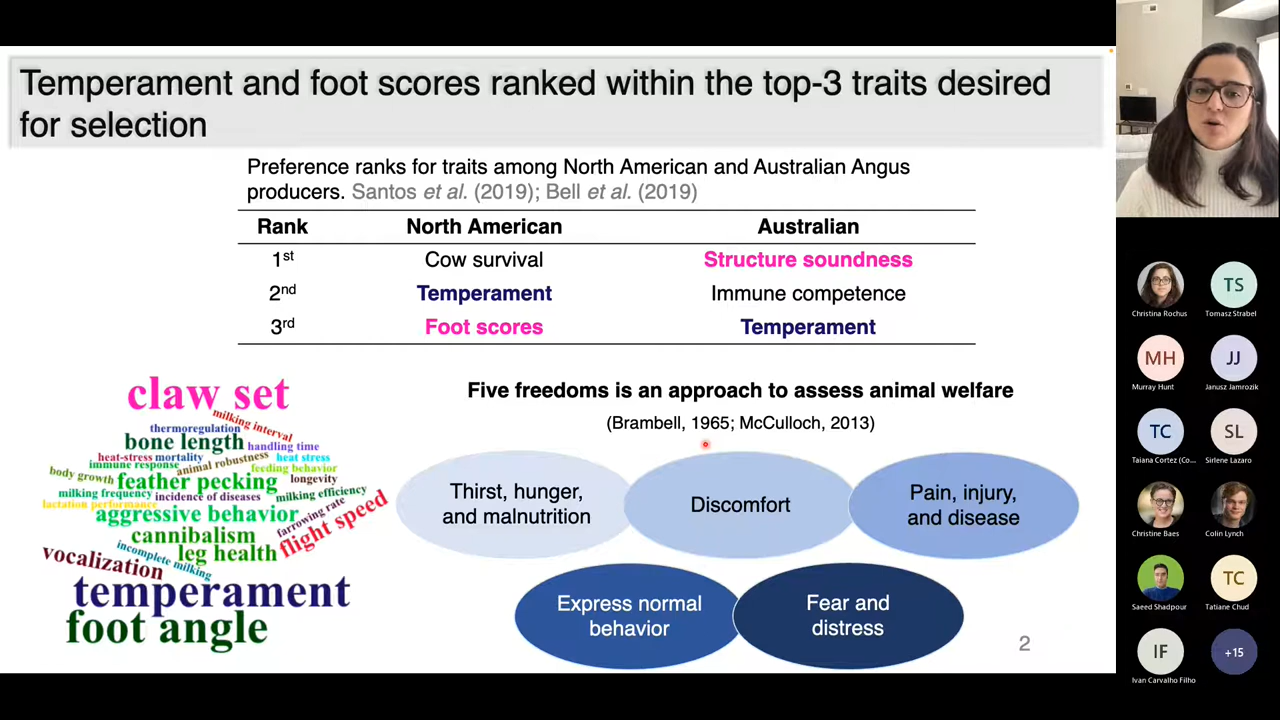 Temperament and foot scores ranked within the top-3 traits desired
for selection
Preference ranks for traits among North American and Australian Angus
producers. Santos et al. (2019); Bell et al. (2019)
Rank North American Australian
1st Cow survival Structure soundness
2nd Temperament Immune competence
3rd Foot scores Temperament
claw set
milking interval
thermoregulation
bone length
handling time
heat-stress mortality
animal robustness
heat stress
immune response
feeding behavior
body growth
feather pecking
longevity
milking frequency
incidence of diseases
milking efficiency
lactation performance
aggressive behavior
farrowing rate
flight speed
cannibalism
leg health
vocalization
incomplete milking
temperament
foot angle
Five freedoms is an approach to assess animal welfare
(Brambell, 1965; McCulloch, 2013)
Thirst, hunger,
and malnutrition
Discomfort
Pain, injury,
and disease
Express normal
behavior
Fear and
distress
2
Christina Rochus
TS
Tomasz Strabel
MH
Murray Hunt
JJ
Janusz Jamrozik
TC
Taiana Cortez (Co...
SL
Sirlene Lazaro
Christine Baes
Colin Lynch
Saeed Shadpour
TC
Tatiane Chud
IF
Ivan Carvalho Filho
+15